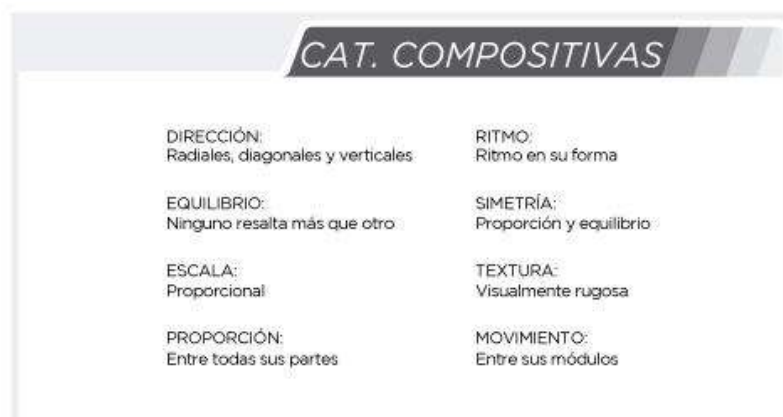 CAT. COMPOSITIVAS
DIRECCIÓN:
Radiales, diagonales y verticales
EQUILIBRIO:
Ninguno resalta más que otro
ESCALA:
Proporcional
PROPORCIÓN:
Entre todas sus partes
RITMO:
Ritmo en su forma
SIMETRÍA:
Proporción y equilibrio
TEXTURA:
Visualmente rugosa
MOVIMIENTO:
Entre sus módulos